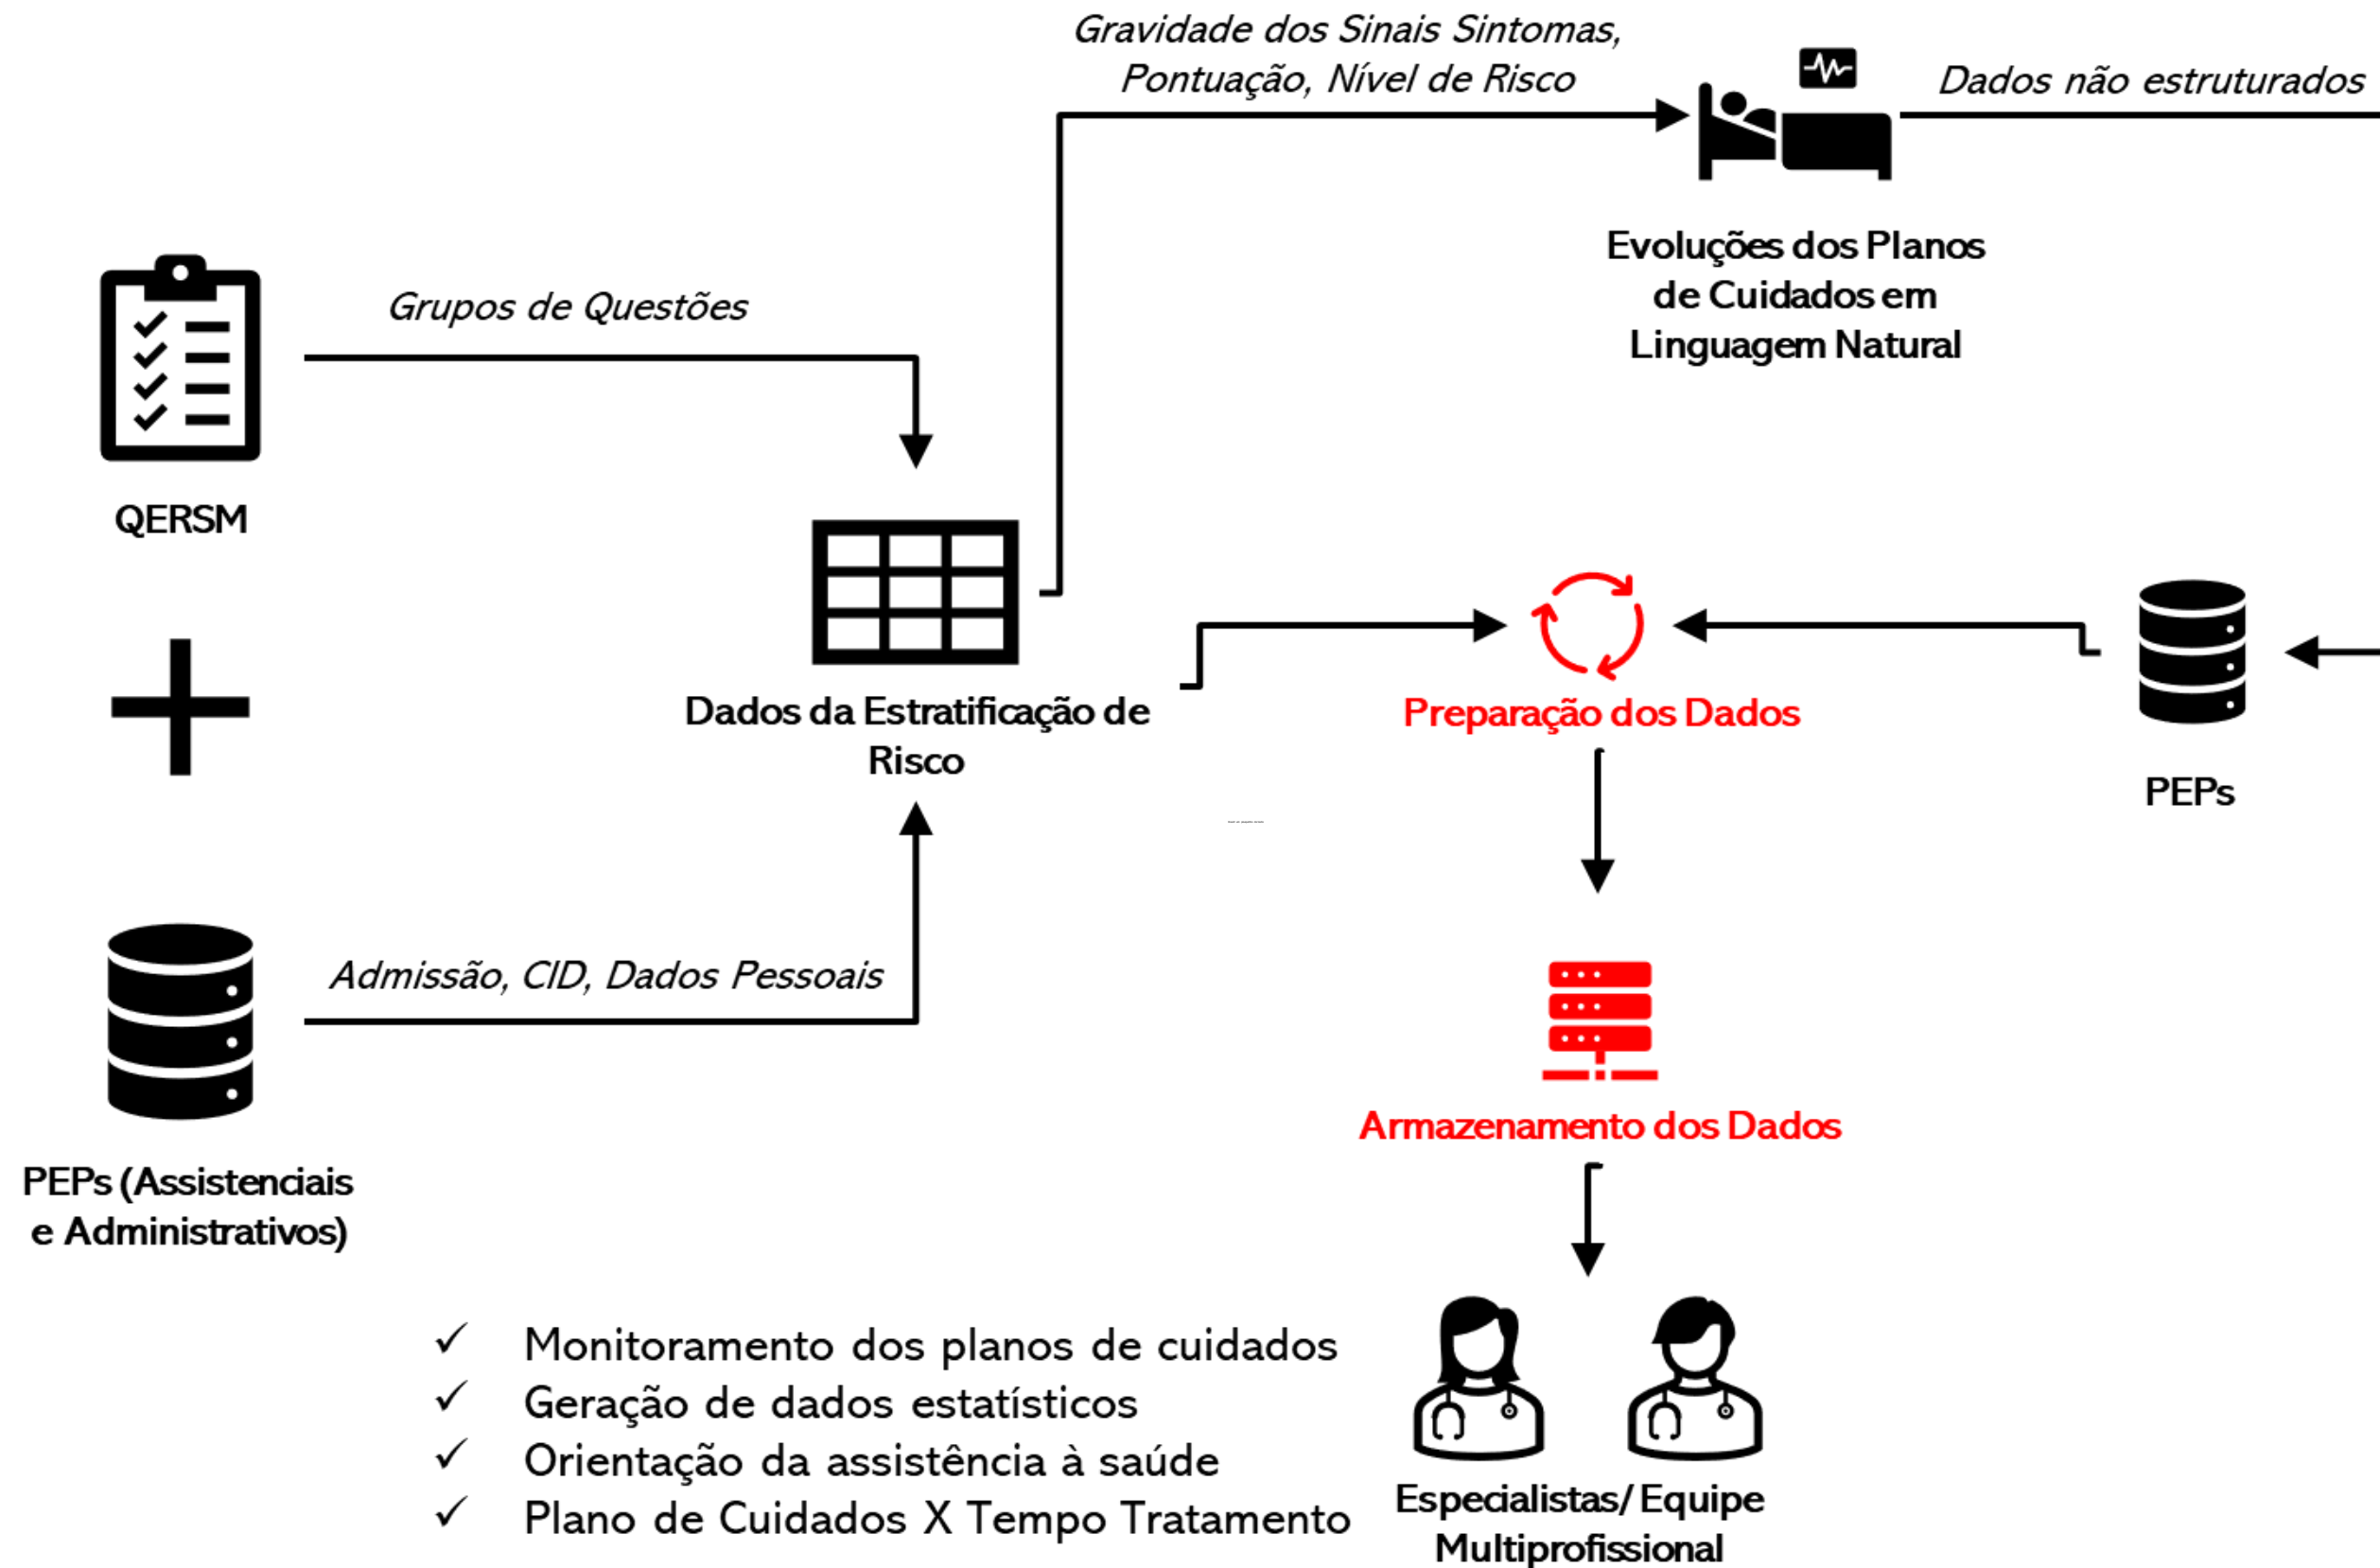 Gravidade dos Sinais Sintomas,
Pontuação, Nível de Risco
Dados não estruturados
Evoluções dos Planos
de Cuidados em
Linguagem Natural
Grupos de Questões
QERSM
Dados da Estratificação de
Risco
Preparação dos Dados
PEPs
Admissão, CID, Dados Pessoais
Armazenamento dos Dados
PEPs (Assistenciais
e Administrativos)
✓ Monitoramento dos planos de cuidados
✓ Geração de dados estatísticos
✓ Orientação da assistência à saúde
✓ Plano de Cuidados X Tempo Tratamento
Especialistas/ Equipe
Multiprofissional